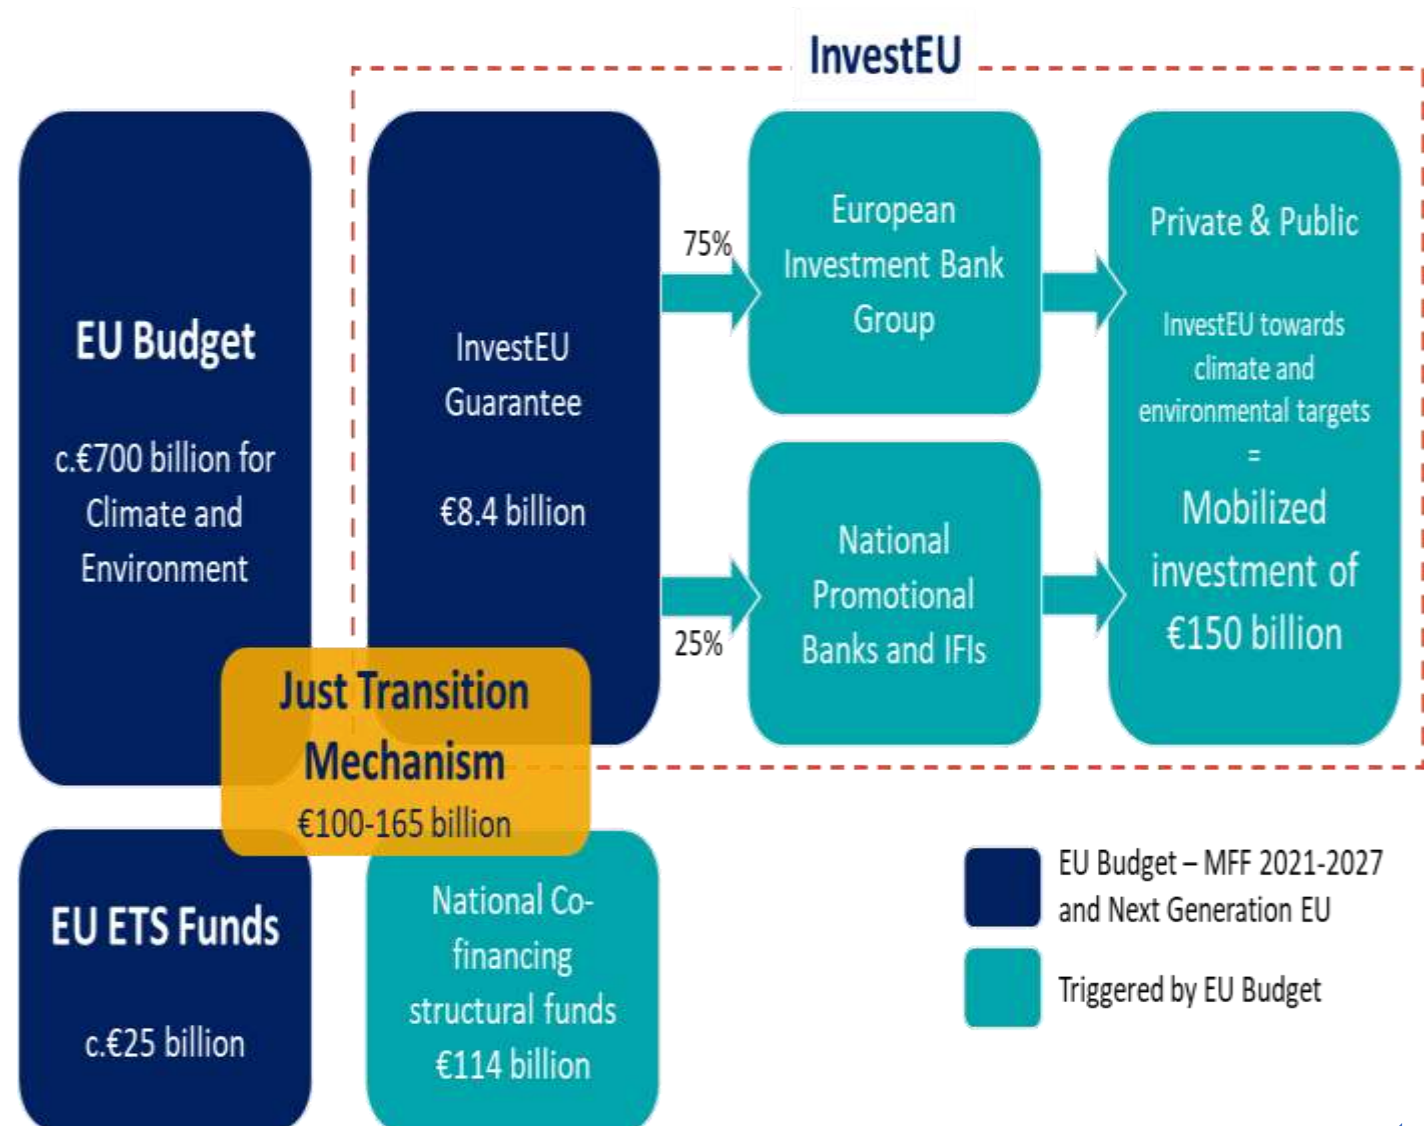 InvestEU
EU Budget
c.€700 billion for
Climate and
Environment
InvestEU
Guarantee
€8.4 billion
75%
25%
European
Investment Bank
Group
National
Promotional
Banks and IFIs
Private & Public
InvestEU towards
climate and
environmental targets
=
Mobilized
investment of
€150 billion
Just Transition
Mechanism
€100-165 billion
EU ETS Funds
c.€25 billion
National Co-
financing
structural funds
€114 billion
EU Budget – MFF 2021-2027
and Next Generation EU
Triggered by EU Budget